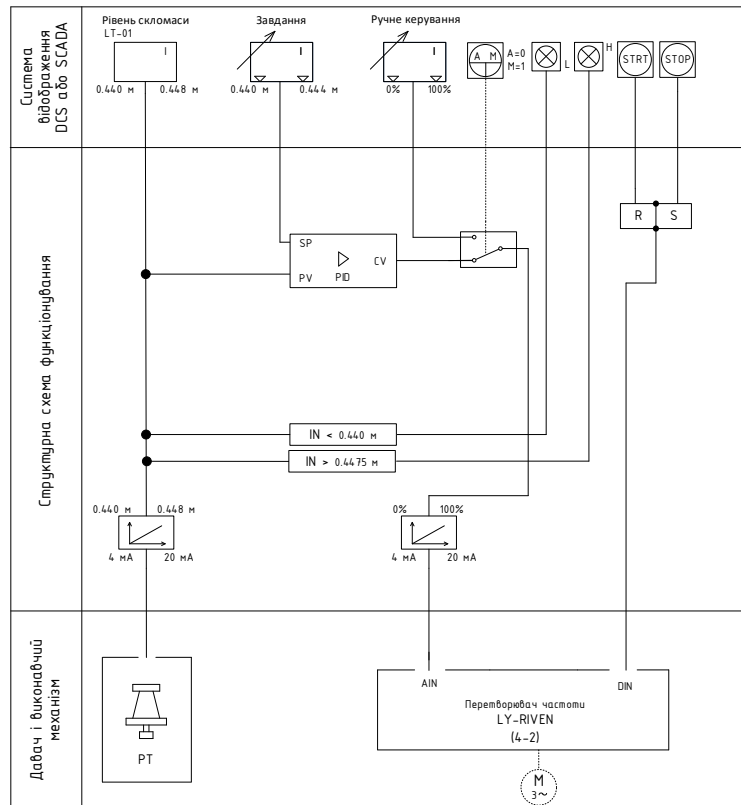 Система
відображення
DCS або SCADA
Рівень скломаси
LT-01
I
0.440 м 0.448 м
Завдання
I
0.440 м 0.444 м
Ручне керування
I
0% 100%
A M
A=0
M=1
L
H
STRT
STOP
Структурна схема функціонування
R S
SP
PV
PID
CV
IN < 0.440 м
IN > 0.4475 м
0.440 м 0.448 м
4 мА 20 мА
0% 100%
4 мА 20 мА
Давач і виконавчий
механізм
PT
AIN
DIN
Перетворювач частоти
LY-RIVEN
(4-2)
M
3~